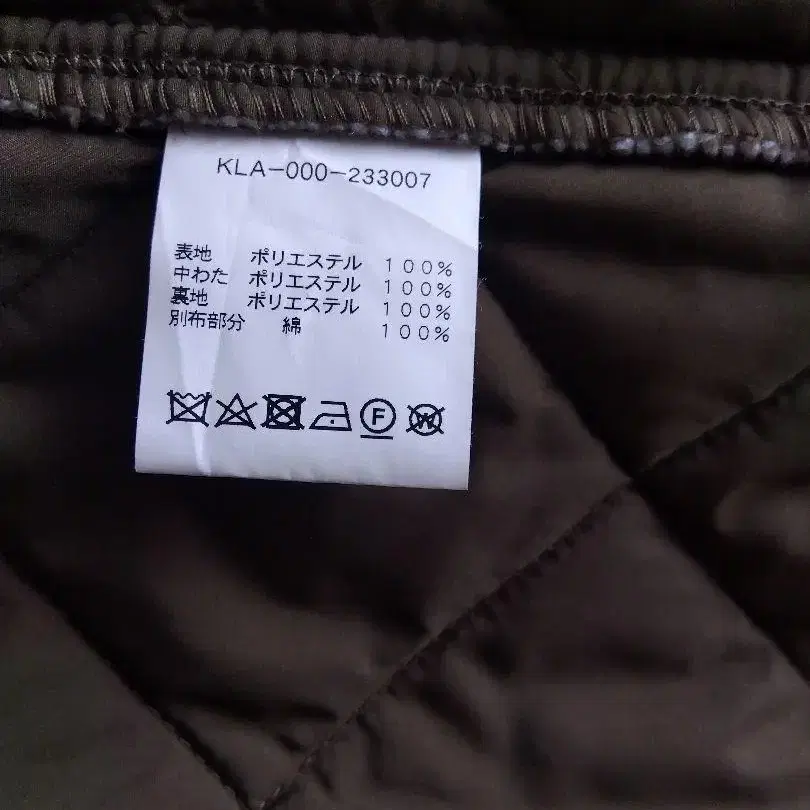 KLA-000-233007
表地 ポリエステル 100%
中わた ポリエステル 100%
裏地 ポリエステル 100%
別布部分 綿 100%
F W